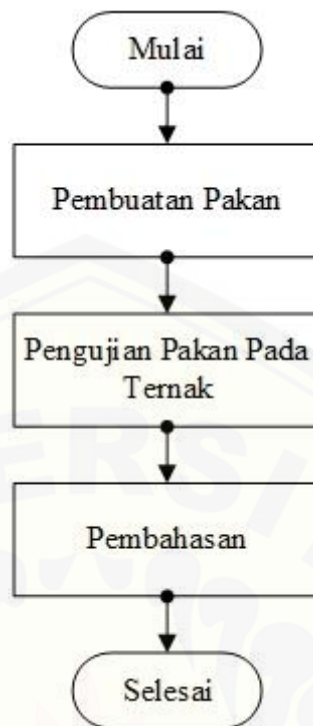 Mulai
Pembuatan Pakan
Pengujian Pakan Pada
Ternak
Pembahasan
Selesai